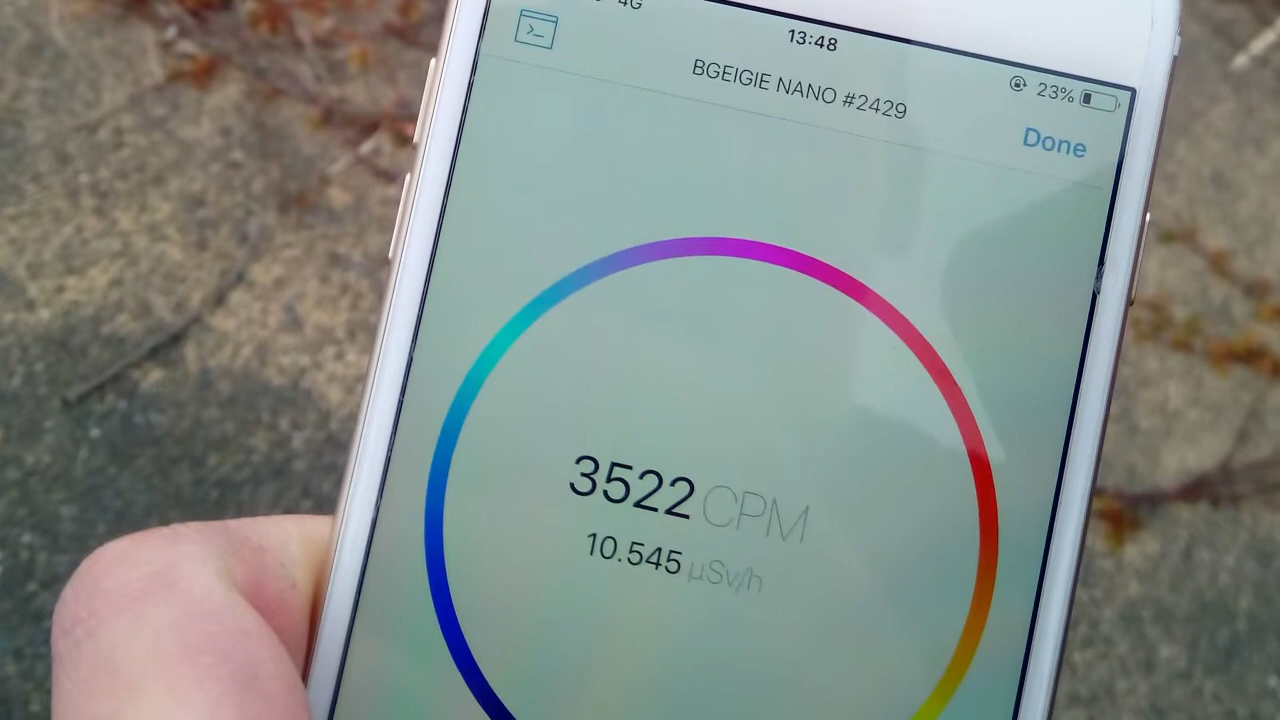 4G
13:48
23%
>_
BGEIGIE NANO #2429
Done
3522 CPM
10.545 µSv/h